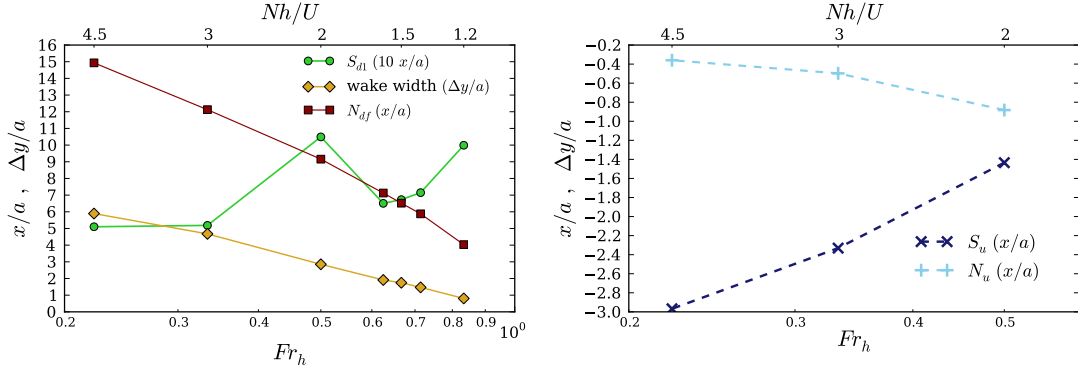 Nh/U
4.5 3 2 1.5 1.2
16
15
14
13
12
11
10
9
8
7
6
5
4
3
2
1
0
x/a , Δy/a
S_{d1} (10 x/a)
wake width (Δy/a)
N_{df} (x/a)
0.2 0.3 0.4 0.5 0.6 0.7 0.8 0.9 10^0
Fr_h
Nh/U
4.5 3 2
−0.2
−0.4
−0.6
−0.8
−1.0
−1.2
−1.4
−1.6
−1.8
−2.0
−2.2
−2.4
−2.6
−2.8
−3.0
x/a , Δy/a
S_u (x/a)
N_u (x/a)
0.2 0.3 0.4 0.5
Fr_h